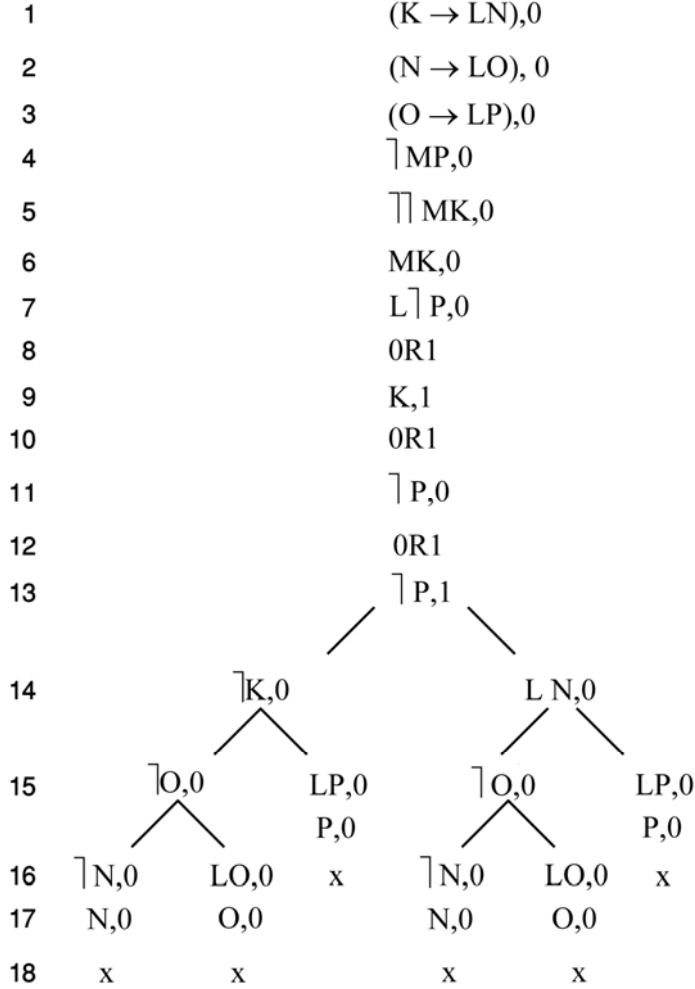 1 (K → LN),0
2 (N → LO), 0
3 (O → LP),0
4 ⏋MP,0
5 ⏋⏋ MK,0
6 MK,0
7 L⏋ P,0
8 0R1
9 K,1
10 0R1
11 ⏋ P,0
12 0R1
13 ⏋ P,1
14 ⏋K,0 L N,0
15 ⏋O,0 LP,0 ⏋ O,0 LP,0
P,0 P,0
16 ⏋ N,0 LO,0 x ⏋ N,0 LO,0 x
17 N,0 O,0 N,0 O,0
18 x x x x